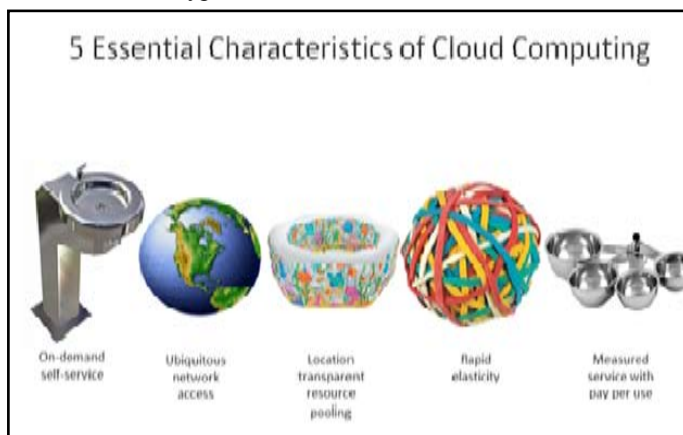 5 Essential Characteristics of Cloud Computing
On-demand
self-service
Ubiquitous
network
access
Location
transparent
resource
pooling
Rapid
elasticity
Measured
service with
pay per use